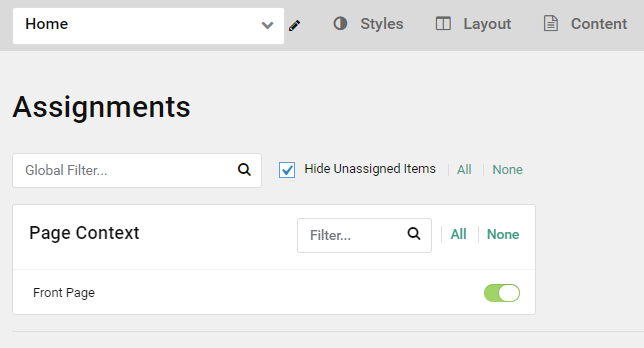 Home Styles Layout Content
Assignments
Global Filter... Hide Unassigned Items All None
Page Context Filter... All None
Front Page